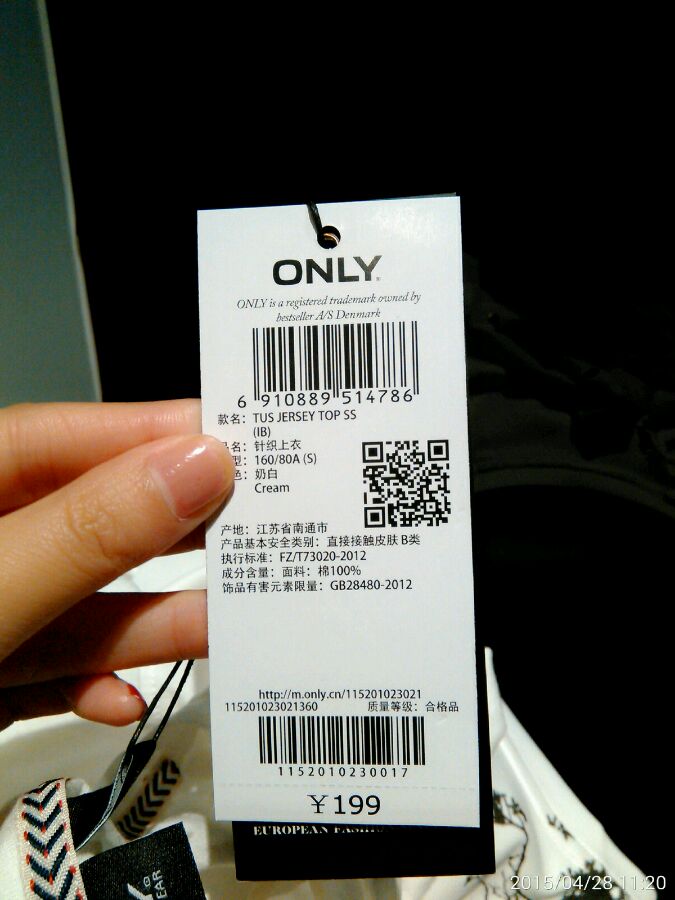 ONLY
ONLY is a registered trademark owned by
bestseller A/S Denmark
6 910889 514786
款名: TUS JERSEY TOP SS
(IB)
名: 针织上衣
型: 160/80A (S)
色: 奶白
Cream
产地: 江苏省南通市
产品基本安全类别: 直接接触皮肤 B类
执行标准: FZ/T73020-2012
成分含量: 面料: 棉100%
饰品有害元素限量: GB28480-2012
http://m.only.cn/115201023021
115201023021360 质量等级: 合格品
1152010230017
¥199
EUROPEAN
EAR
2015/04/28 11:20